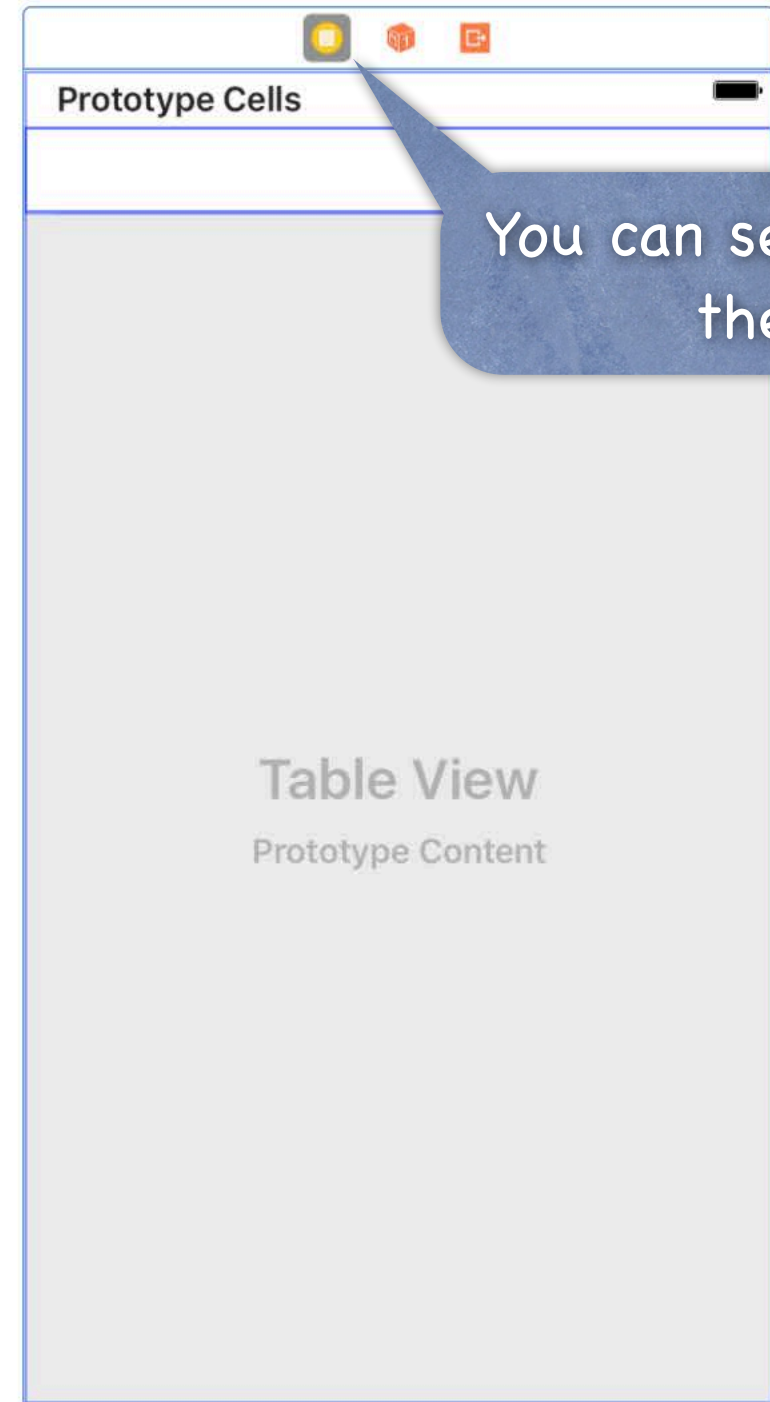 Prototype Cells
You can se
the
Table View
Prototype Content